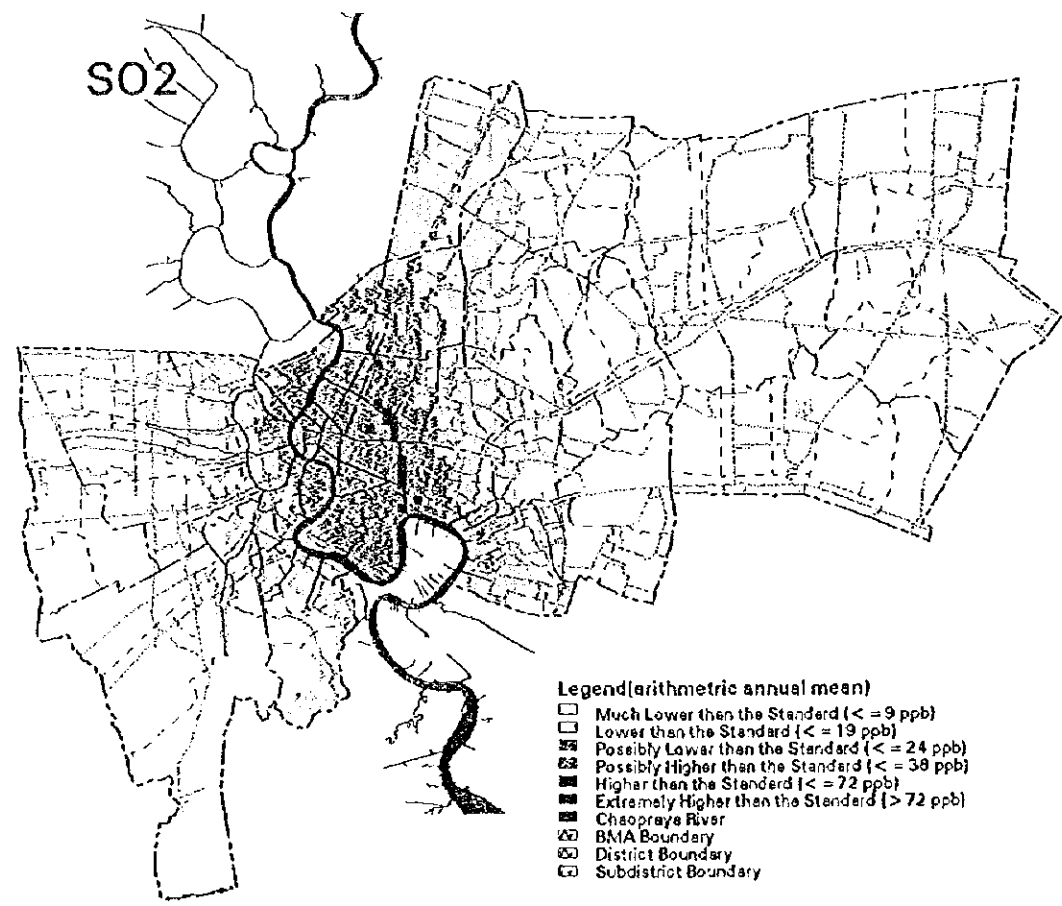 SO2
Legend(arithmetric annual mean)
Much Lower than the Standard (< = 9 ppb)
Lower than the Standard (< = 19 ppb)
Possibly Lower than the Standard (< = 24 ppb)
Possibly Higher than the Standard (< = 38 ppb)
Higher than the Standard (< = 72 ppb)
Extremely Higher than the Standard (> 72 ppb)
Chaopraya River
BMA Boundary
District Boundary
Subdistrict Boundary